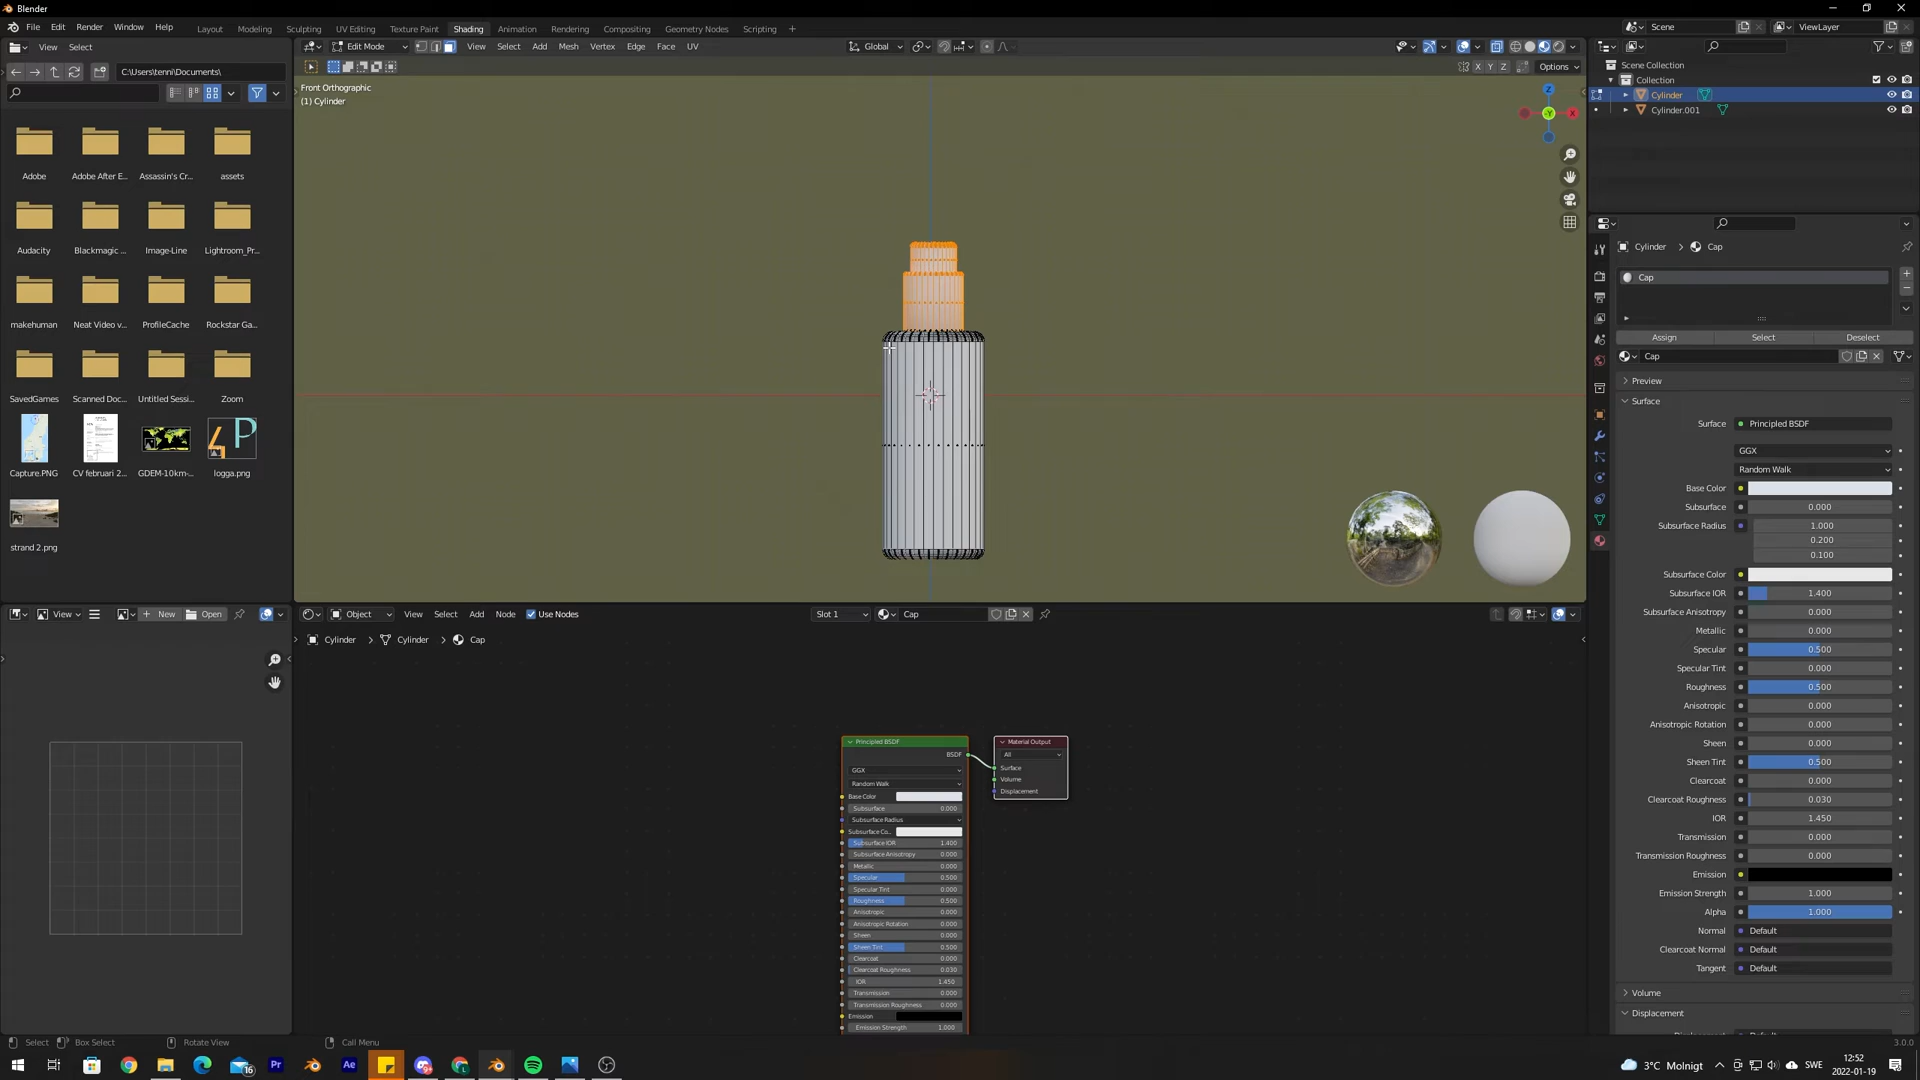 Blender
File Edit Render Window Help
Layout Modeling Sculpting UV Editing Texture Paint Shading Animation Rendering Compositing Geometry Nodes Scripting +
Scene
ViewLayer
View Select
Edit Mode
View Select Add Mesh Vertex Edge Face UV
Global
C:\Users\tenni\Documents\
X Y Z
Options
Front Orthographic
(1) Cylinder
Z
Y
X
Scene Collection
Collection
Cylinder
Cylinder.001
Adobe
Adobe After E...
Assassin's Cr...
assets
Audacity
Blackmagic ...
Image-Line
Lightroom_Pr...
makehuman
Neat Video v...
ProfileCache
Rockstar Ga...
SavedGames
Scanned Doc...
Untitled Sessi...
Zoom
Capture.PNG
CV februari 2...
GDEM-10km-...
logga.png
strand 2.png
Cylinder > Cap
Cap
Assign
Select
Deselect
Cap
Preview
Surface
Surface Principled BSDF
GGX
Random Walk
Base Color
Subsurface 0.000
Subsurface Radius 1.000
0.200
0.100
Subsurface Color
Subsurface IOR 1.400
Subsurface Anisotropy 0.000
Metallic 0.000
Specular 0.500
Specular Tint 0.000
Roughness 0.500
Anisotropic 0.000
Anisotropic Rotation 0.000
Sheen 0.000
Sheen Tint 0.500
Clearcoat 0.000
Clearcoat Roughness 0.030
IOR 1.450
Transmission 0.000
Transmission Roughness 0.000
Emission
Emission Strength 1.000
Alpha 1.000
Normal Default
Clearcoat Normal Default
Tangent Default
Volume
Displacement
View
New
Open
Object
View Select Add Node Use Nodes
Slot 1
Cap
Cylinder > Cylinder > Cap
Principled BSDF
BSDF
GGX
Random Walk
Base Color
Subsurface 0.000
Subsurface Radius
Subsurface Co...
Subsurface IOR 1.400
Subsurface Anisotropy 0.000
Metallic 0.000
Specular 0.500
Specular Tint 0.000
Roughness 0.500
Anisotropic 0.000
Anisotropic Rotation 0.000
Sheen 0.000
Sheen Tint 0.500
Clearcoat 0.000
Clearcoat Roughness 0.030
IOR 1.450
Transmission 0.000
Transmission Roughness 0.000
Emission
Emission Strength 1.000
Material Output
All
Surface
Volume
Displacement
Select
Box Select
Rotate View
Call Menu
3.0.0
16
Pr
Ae
3°C Molnigt
SWE
12:52
2022-01-19